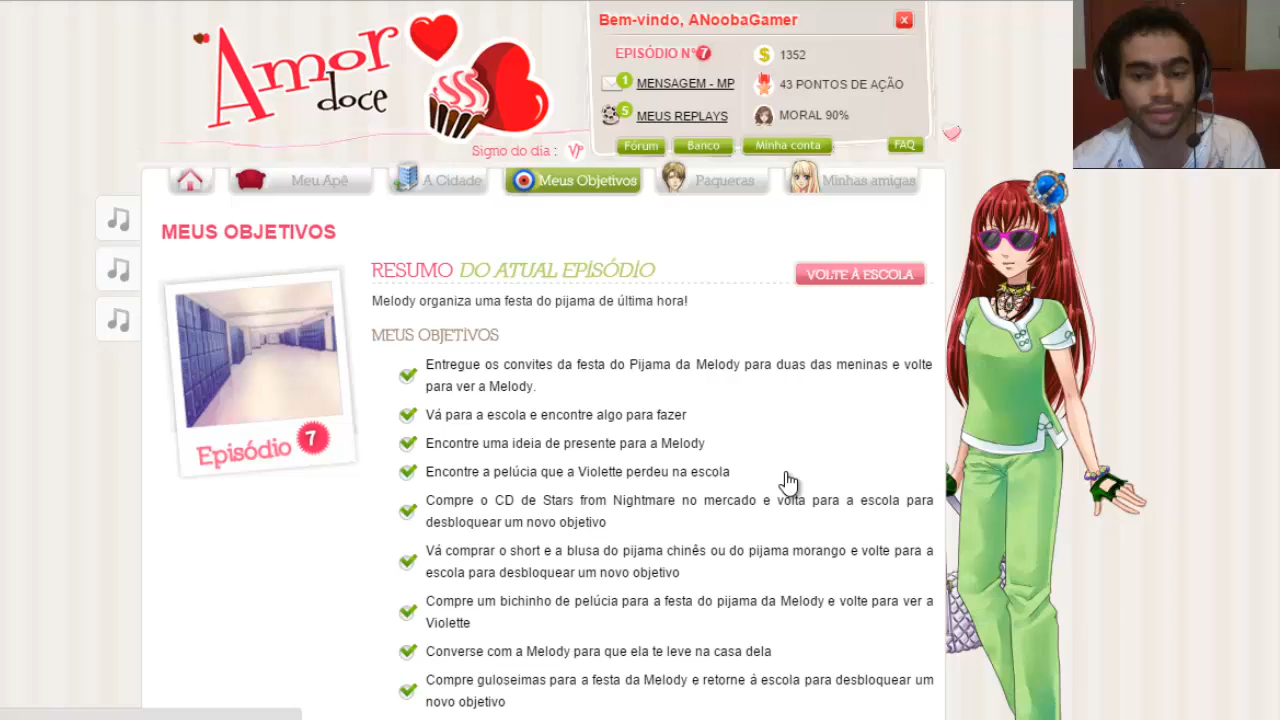 Amor
doce
Bem-vindo, ANoobaGamer
x
EPISÓDIO Nº 7
1352
1 MENSAGEM - MP
43 PONTOS DE AÇÃO
5 MEUS REPLAYS
MORAL 90%
Signo do dia :
Fórum
Banco
Minha conta
FAQ
Meu Apê
A Cidade
Meus Objetivos
Paqueras
Minhas amigas
MEUS OBJETIVOS
RESUMO DO ATUAL EPISÓDIO
VOLTE À ESCOLA
Melody organiza uma festa do pijama de última hora!
MEUS OBJETIVOS
Entregue os convites da festa do Pijama da Melody para duas das meninas e volte
para ver a Melody.
Vá para a escola e encontre algo para fazer
Encontre uma ideia de presente para a Melody
Episódio 7
Encontre a pelúcia que a Violette perdeu na escola
Compre o CD de Stars from Nightmare no mercado e volta para a escola para
desbloquear um novo objetivo
Vá comprar o short e a blusa do pijama chinês ou do pijama morango e volte para a
escola para desbloquear um novo objetivo
Compre um bichinho de pelúcia para a festa do pijama da Melody e volte para ver a
Violette
Converse com a Melody para que ela te leve na casa dela
Compre guloseimas para a festa da Melody e retorne à escola para desbloquear um
novo objetivo